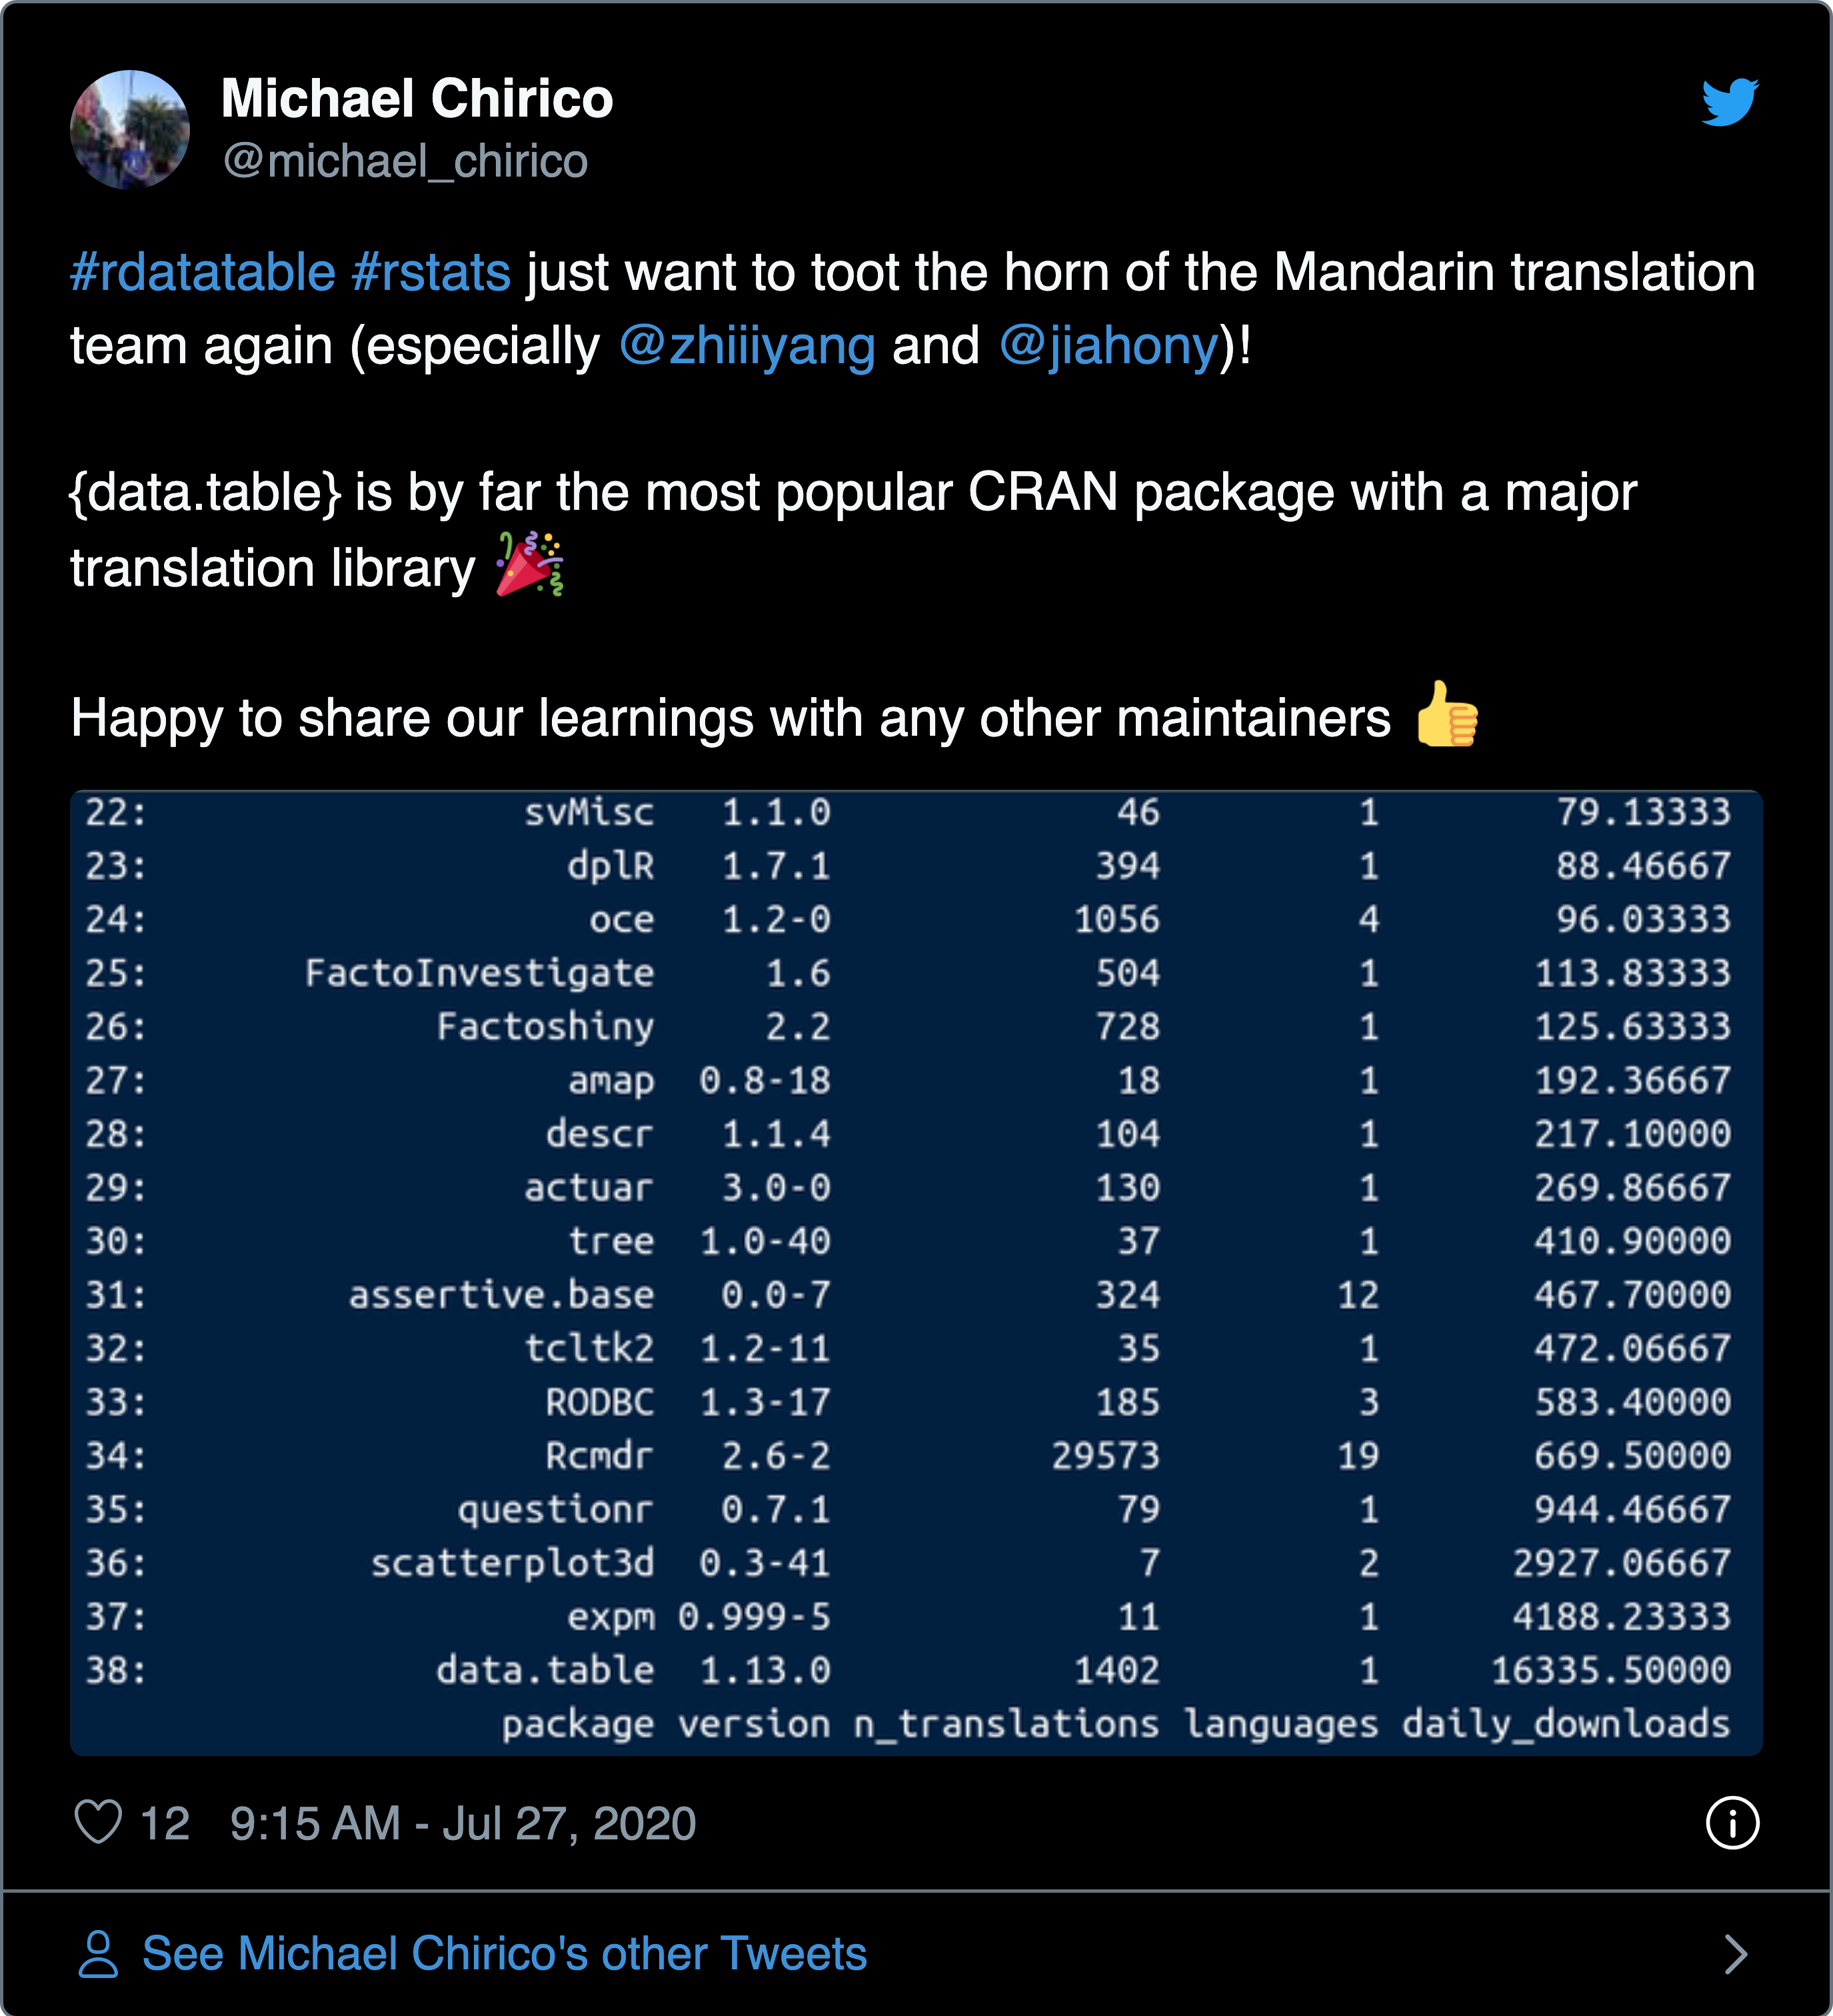 Michael Chirico
@michael_chirico
#rdatatable #rstats just want to toot the horn of the Mandarin translation
team again (especially @zhiiiyang and @jiahony)!
{data.table} is by far the most popular CRAN package with a major
translation library 🎉
Happy to share our learnings with any other maintainers 👍
22: svMisc 1.1.0 46 1 79.13333
23: dplR 1.7.1 394 1 88.46667
24: oce 1.2-0 1056 4 96.03333
25: FactoInvestigate 1.6 504 1 113.83333
26: Factoshiny 2.2 728 1 125.63333
27: amap 0.8-18 18 1 192.36667
28: descr 1.1.4 104 1 217.10000
29: actuar 3.0-0 130 1 269.86667
30: tree 1.0-40 37 1 410.90000
31: assertive.base 0.0-7 324 12 467.70000
32: tcltk2 1.2-11 35 1 472.06667
33: RODBC 1.3-17 185 3 583.40000
34: Rcmdr 2.6-2 29573 19 669.50000
35: questionr 0.7.1 79 1 944.46667
36: scatterplot3d 0.3-41 7 2 2927.06667
37: expm 0.999-5 11 1 4188.23333
38: data.table 1.13.0 1402 1 16335.50000
package version n_translations languages daily_downloads
12 9:15 AM - Jul 27, 2020
See Michael Chirico's other Tweets